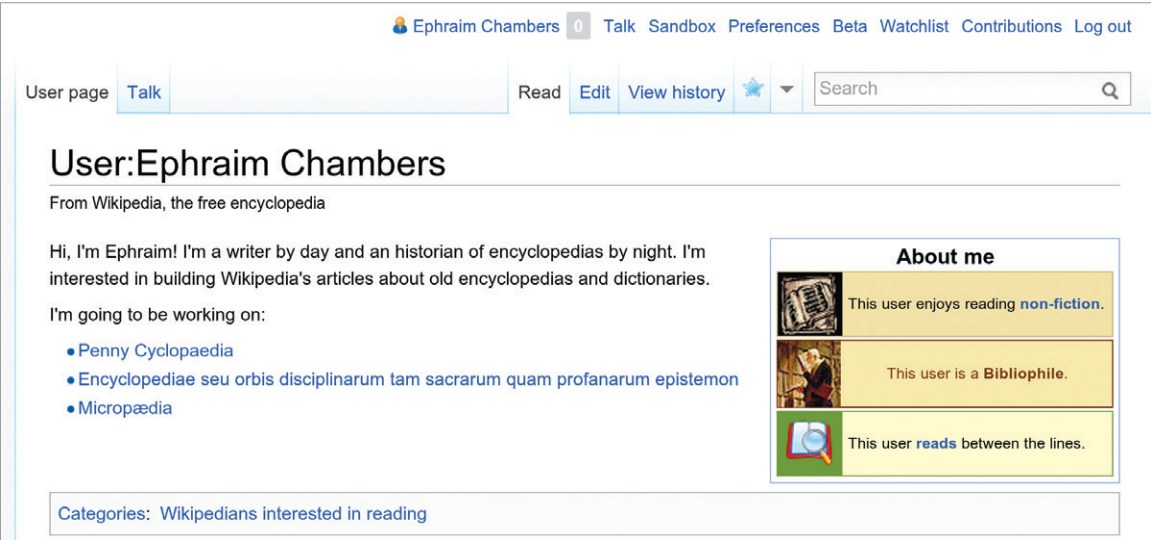 Ephraim Chambers 0 Talk Sandbox Preferences Beta Watchlist Contributions Log out
User page Talk Read Edit View history Search
User:Ephraim Chambers
From Wikipedia, the free encyclopedia
Hi, I'm Ephraim! I'm a writer by day and an historian of encyclopedias by night. I'm
interested in building Wikipedia's articles about old encyclopedias and dictionaries.
I'm going to be working on:
• Penny Cyclopaedia
• Encyclopediae seu orbis disciplinarum tam sacrarum quam profanarum epistemon
• Micropædia
About me
This user enjoys reading non-fiction.
This user is a Bibliophile.
This user reads between the lines.
Categories: Wikipedians interested in reading